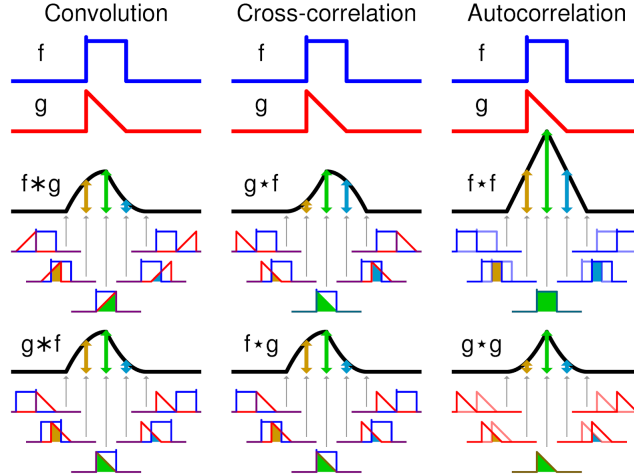 Convolution
Cross-correlation
Autocorrelation
f
f
f
g
g
g
f∗g
g⋆f
f⋆f
g∗f
f⋆g
g⋆g